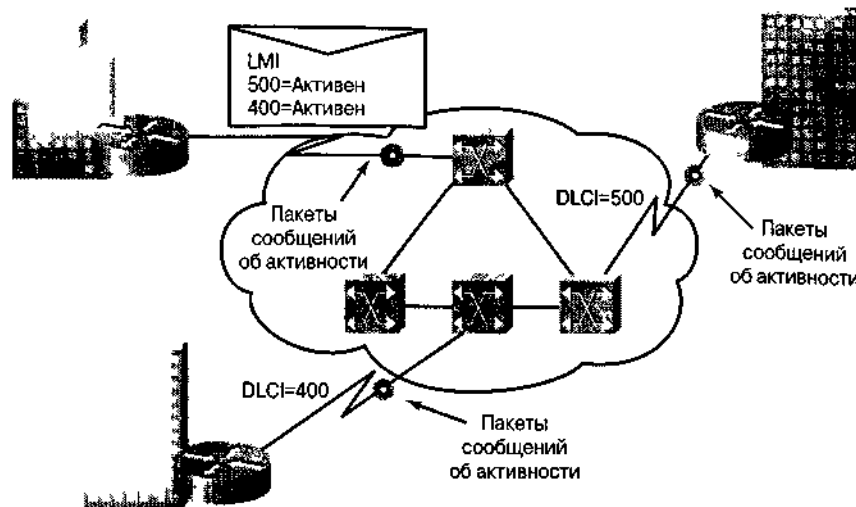 LMI
500=Активен
400=Активен
Пакеты
сообщений
об активности
DLCI=500
Пакеты
сообщений
об активности
DLCI=400
Пакеты
сообщений
об активности